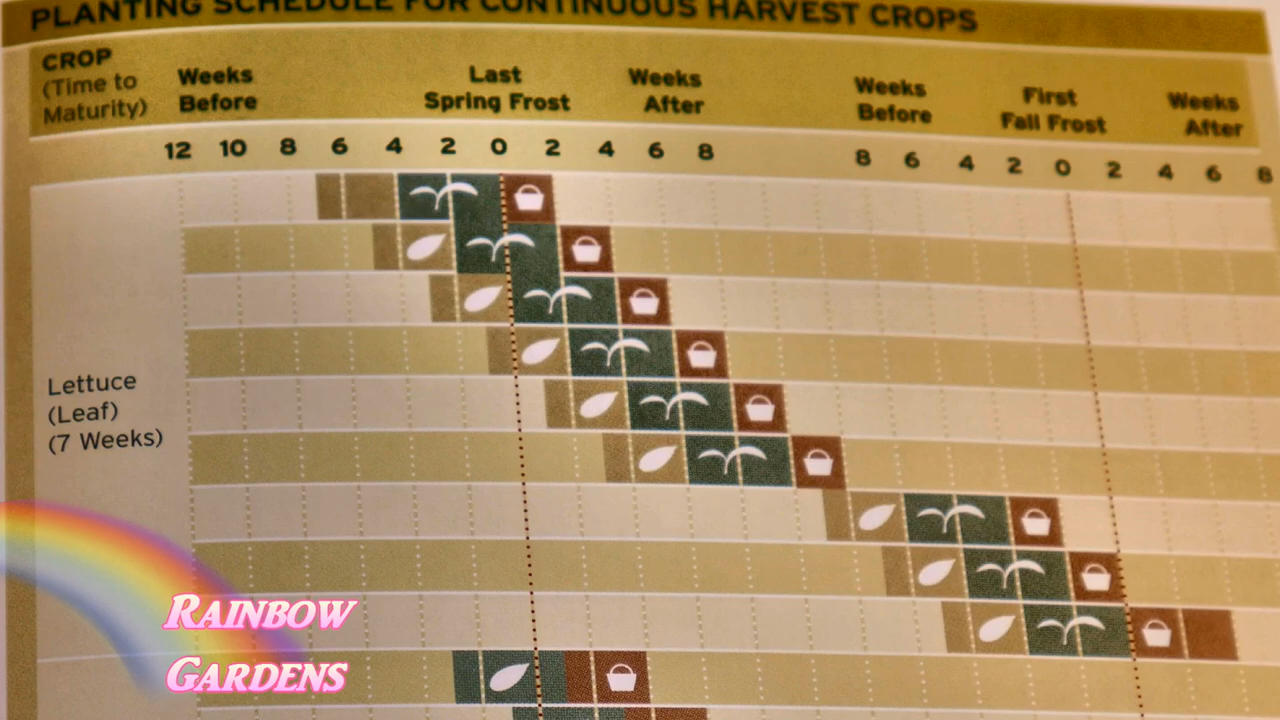 PLANTING SCHEDULE FOR CONTINUOUS HARVEST CROPS
CROP
(Time to
Maturity)
Weeks
Before
Last
Spring Frost
Weeks
After
Weeks
Before
First
Fall Frost
Weeks
After
12 10 8 6 4 2 0 2 4 6 8 8 6 4 2 0 2 4 6 8
Lettuce
(Leaf)
(7 Weeks)
RAINBOW
GARDENS